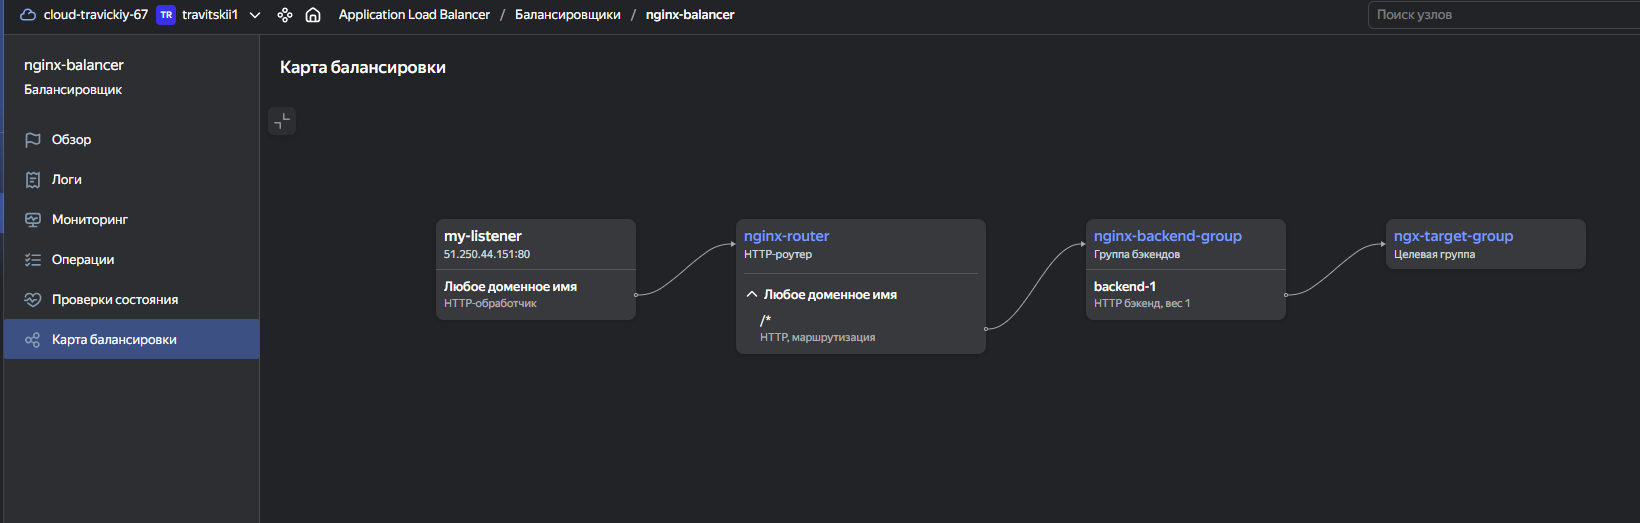 cloud-travickiy-67 TR travitskii1 Application Load Balancer / Балансировщики / nginx-balancer
Поиск узлов
nginx-balancer
Балансировщик
Обзор
Логи
Мониторинг
Операции
Проверки состояния
Карта балансировки
Карта балансировки
my-listener
51.250.44.151:80
Любое доменное имя
HTTP-обработчик
nginx-router
HTTP-роутер
Любое доменное имя
/*
HTTP, маршрутизация
nginx-backend-group
Группа бэкендов
backend-1
HTTP бэкенд, вес 1
ngx-target-group
Целевая группа